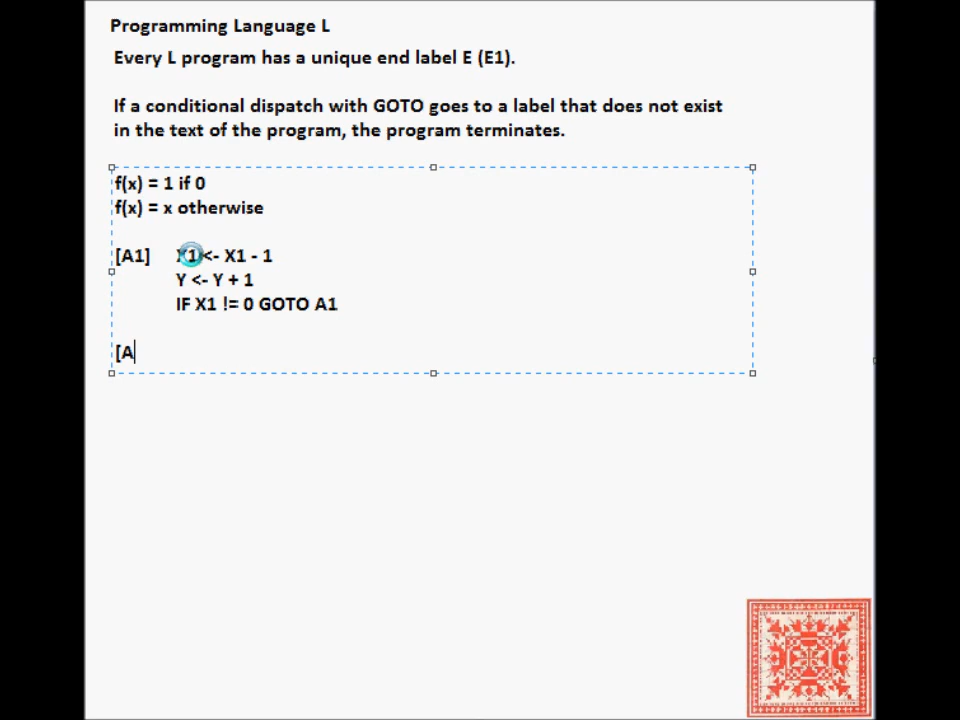 Programming Language L
Every L program has a unique end label E (E1).
If a conditional dispatch with GOTO goes to a label that does not exist
in the text of the program, the program terminates.
f(x) = 1 if 0
f(x) = x otherwise
[A1] X1 <- X1 - 1
Y <- Y + 1
IF X1 != 0 GOTO A1
[A